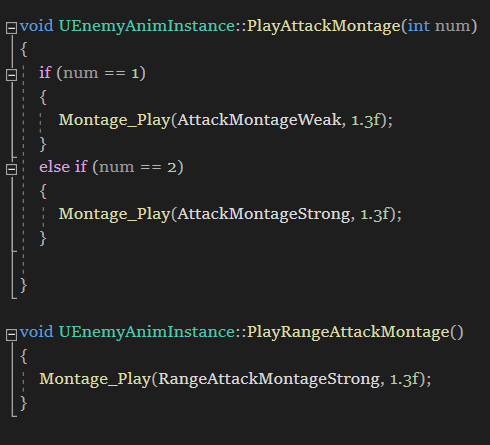 void UEnemyAnimInstance::PlayAttackMontage(int num)
{
if (num == 1)
{
Montage_Play(AttackMontageWeak, 1.3f);
}
else if (num == 2)
{
Montage_Play(AttackMontageStrong, 1.3f);
}
}
void UEnemyAnimInstance::PlayRangeAttackMontage()
{
Montage_Play(RangeAttackMontageStrong, 1.3f);
}